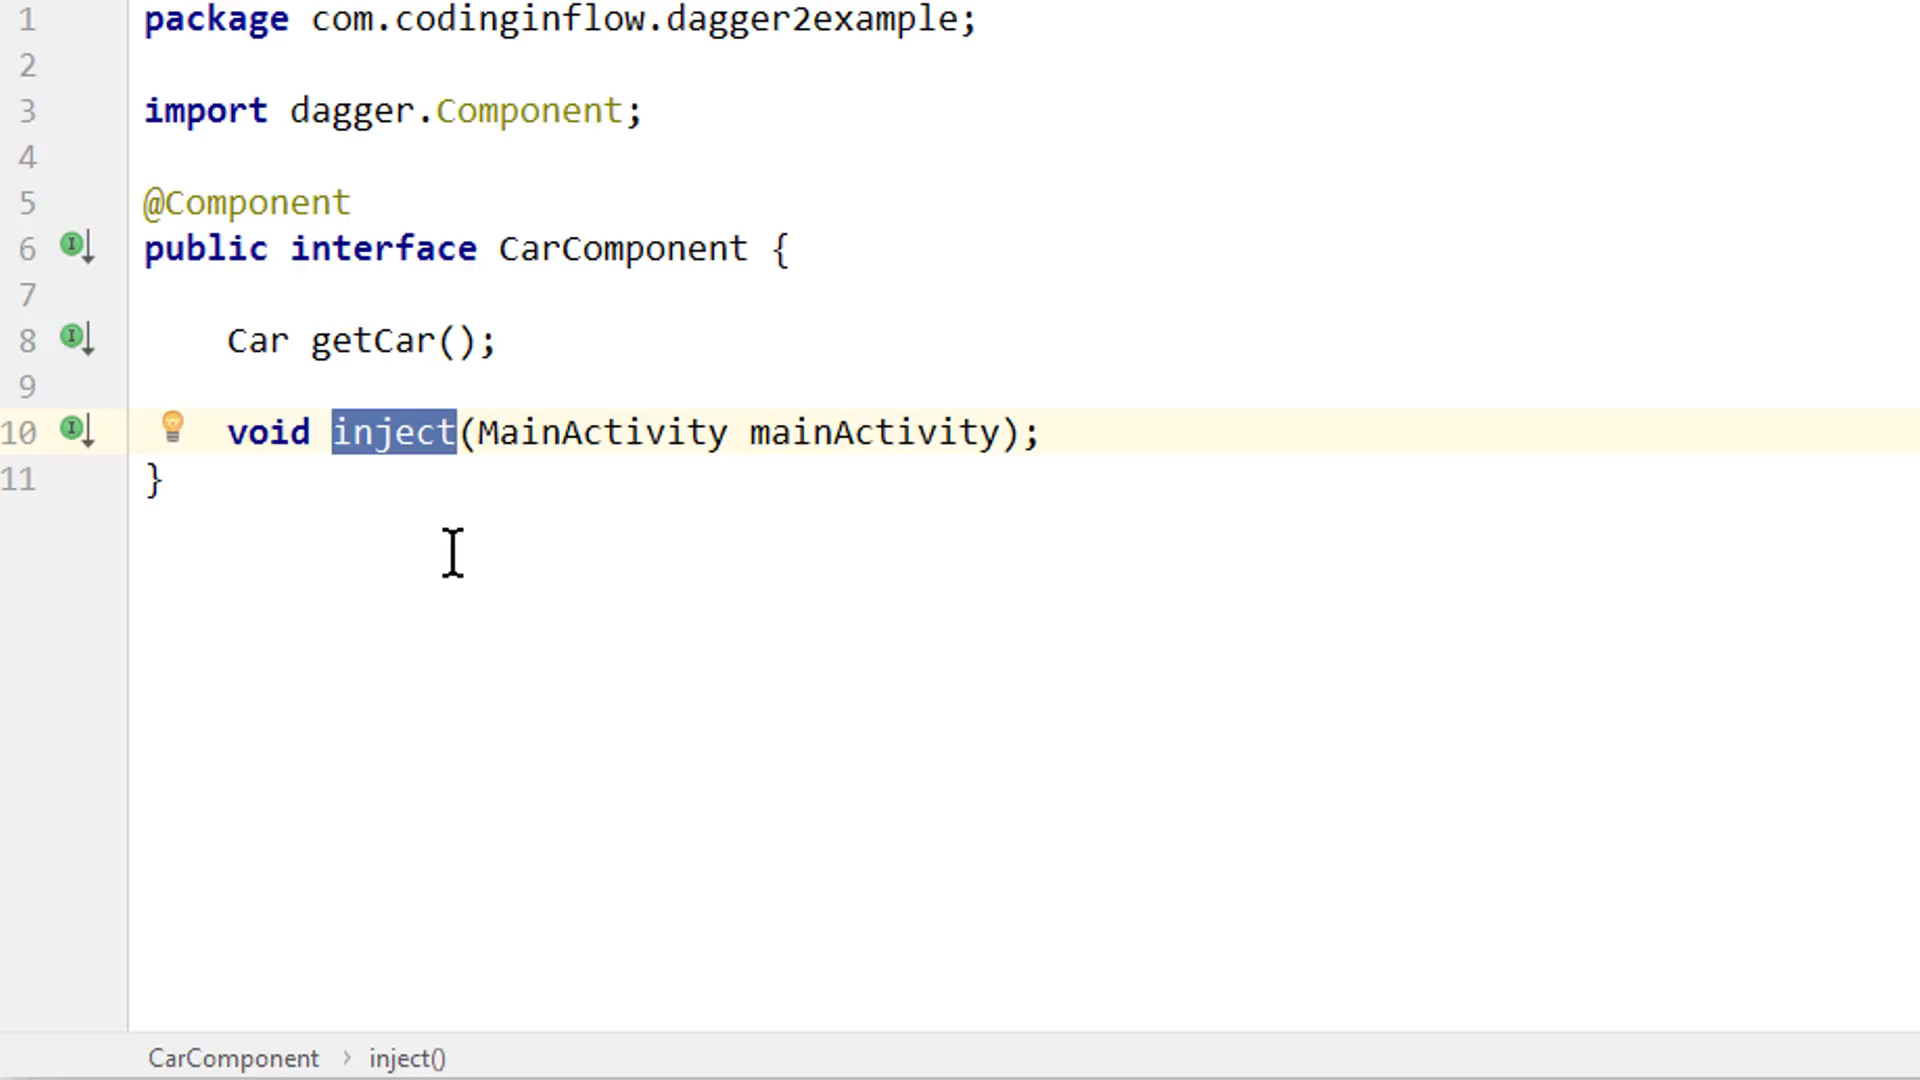 1 package com.codinginflow.dagger2example;
2
3 import dagger.Component;
4
5 @Component
6 public interface CarComponent {
7
8 Car getCar();
9
10 void inject(MainActivity mainActivity);
11 }
CarComponent › inject()